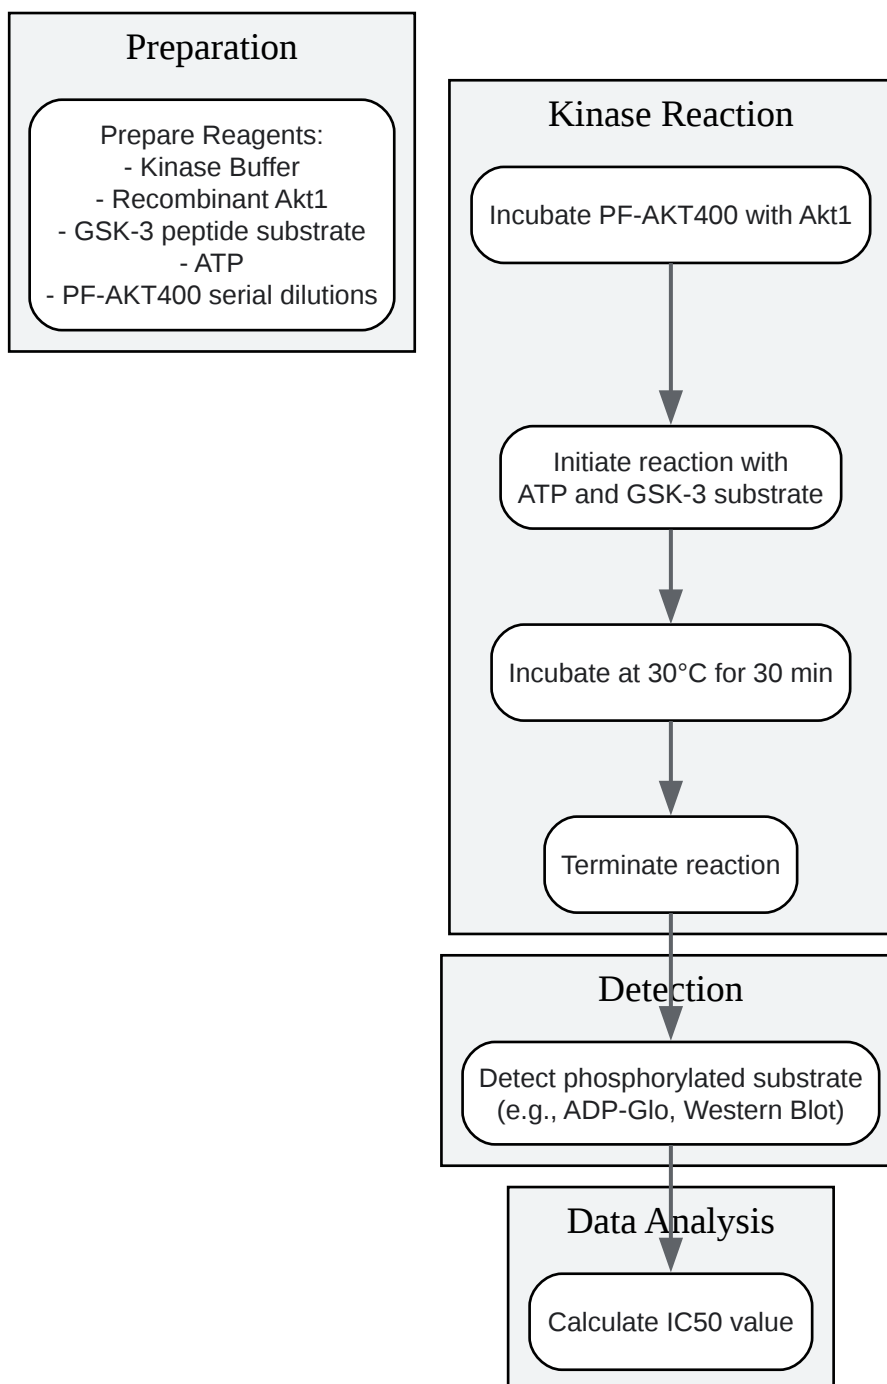 Preparation
Prepare Reagents:
- Kinase Buffer
- Recombinant Akt1
- GSK-3 peptide substrate
- ATP
- PF-AKT400 serial dilutions
Kinase Reaction
Incubate PF-AKT400 with Akt1
Initiate reaction with
ATP and GSK-3 substrate
Incubate at 30°C for 30 min
Terminate reaction
Detection
Detect phosphorylated substrate
(e.g., ADP-Glo, Western Blot)
Data Analysis
Calculate IC50 value